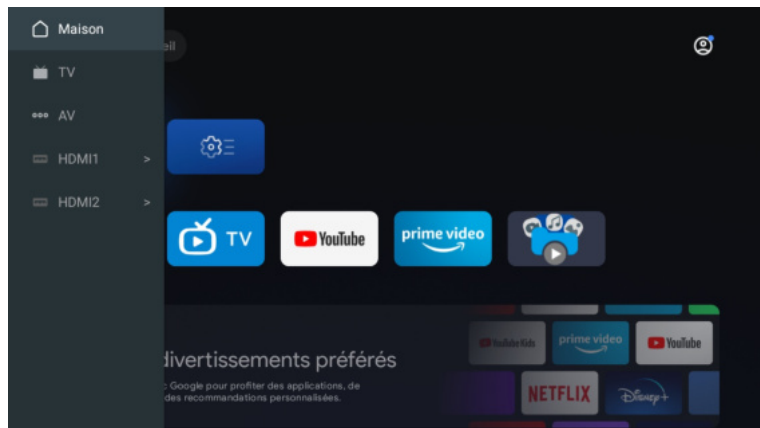 Maison
eil
TV
AV
HDMI1 >
HDMI2 >
TV
YouTube
prime video
divertissements préférés
: Google pour profiter des applications, de
des recommandations personnalisées.
YouTube Kids
prime video
YouTube
NETFLIX
Disney+